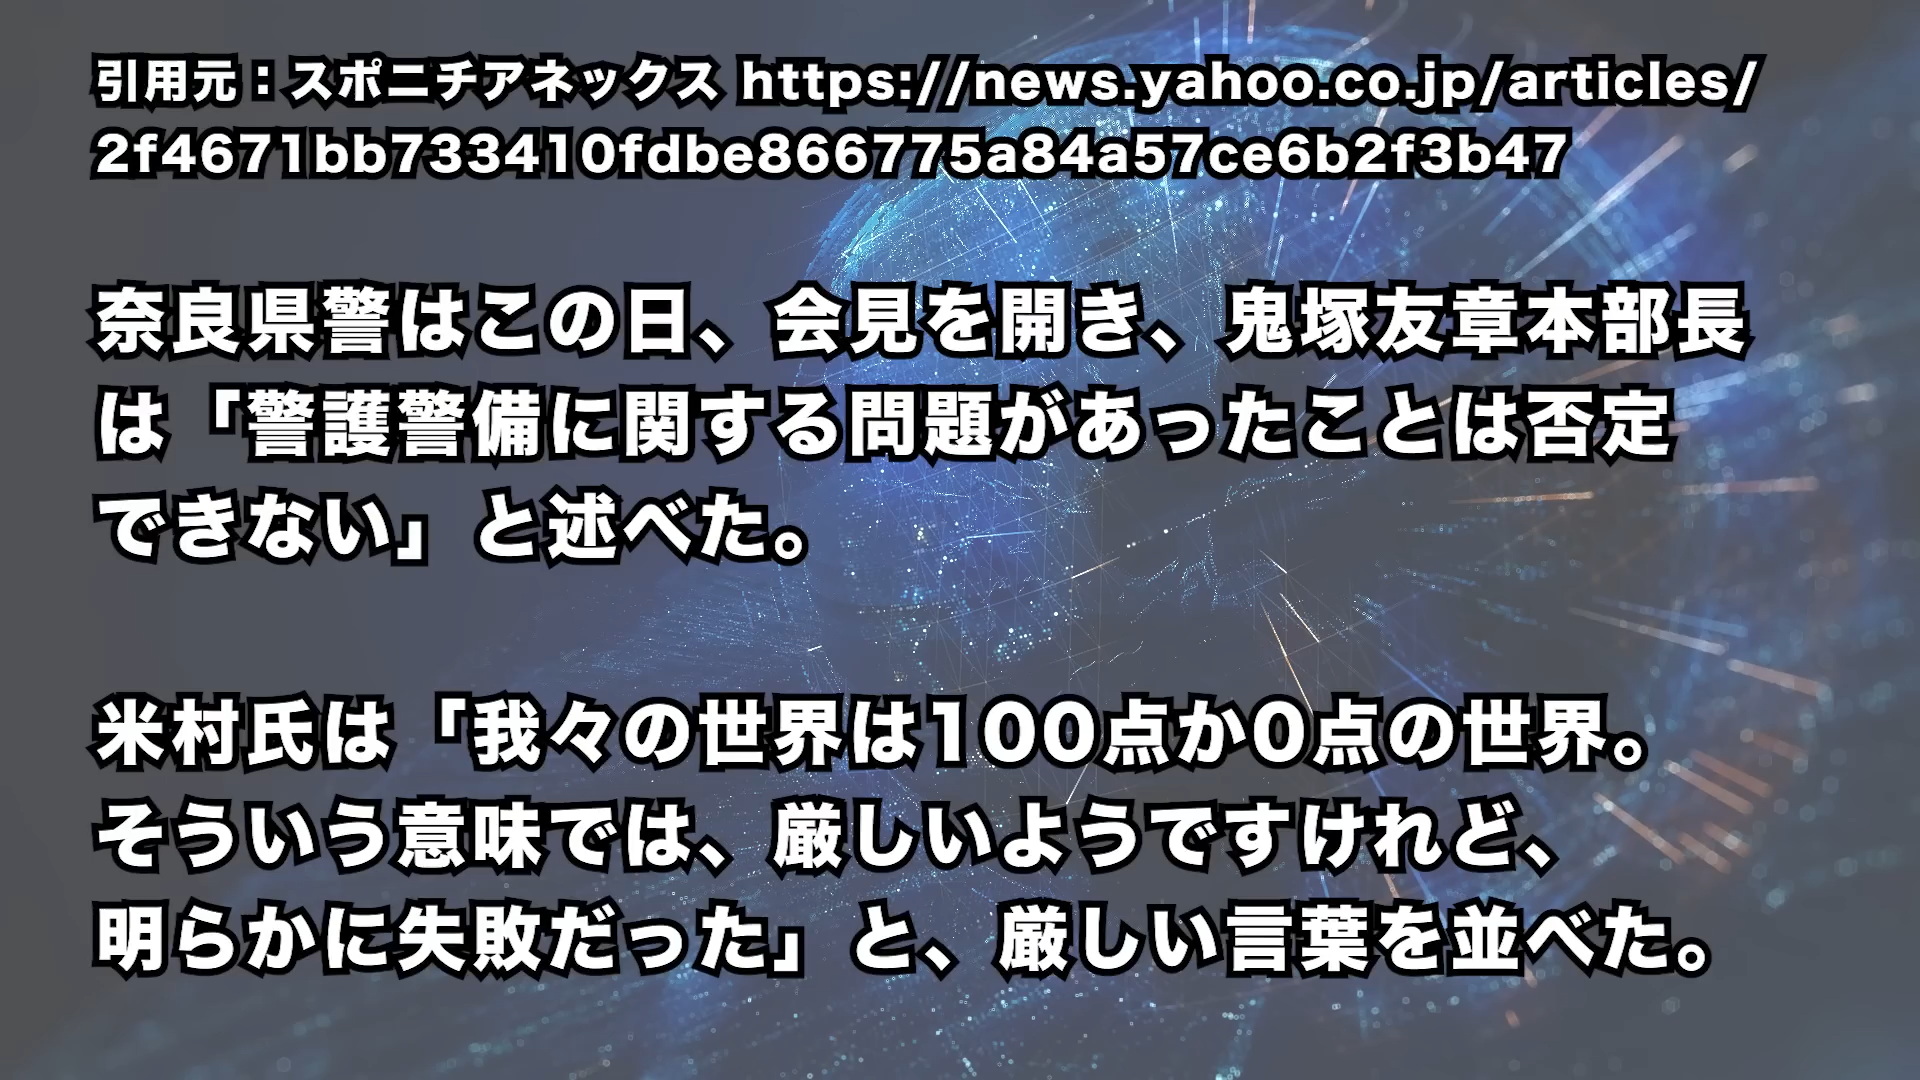 引用元：スポニチアネックス https://news.yahoo.co.jp/articles/
2f4671bb733410fdbe866775a84a57ce6b2f3b47
奈良県警はこの日、会見を開き、鬼塚友章本部長
は「警護警備に関する問題があったことは否定
できない」と述べた。
米村氏は「我々の世界は100点か0点の世界。
そういう意味では、厳しいようですけれど、
明らかに失敗だった」と、厳しい言葉を並べた。